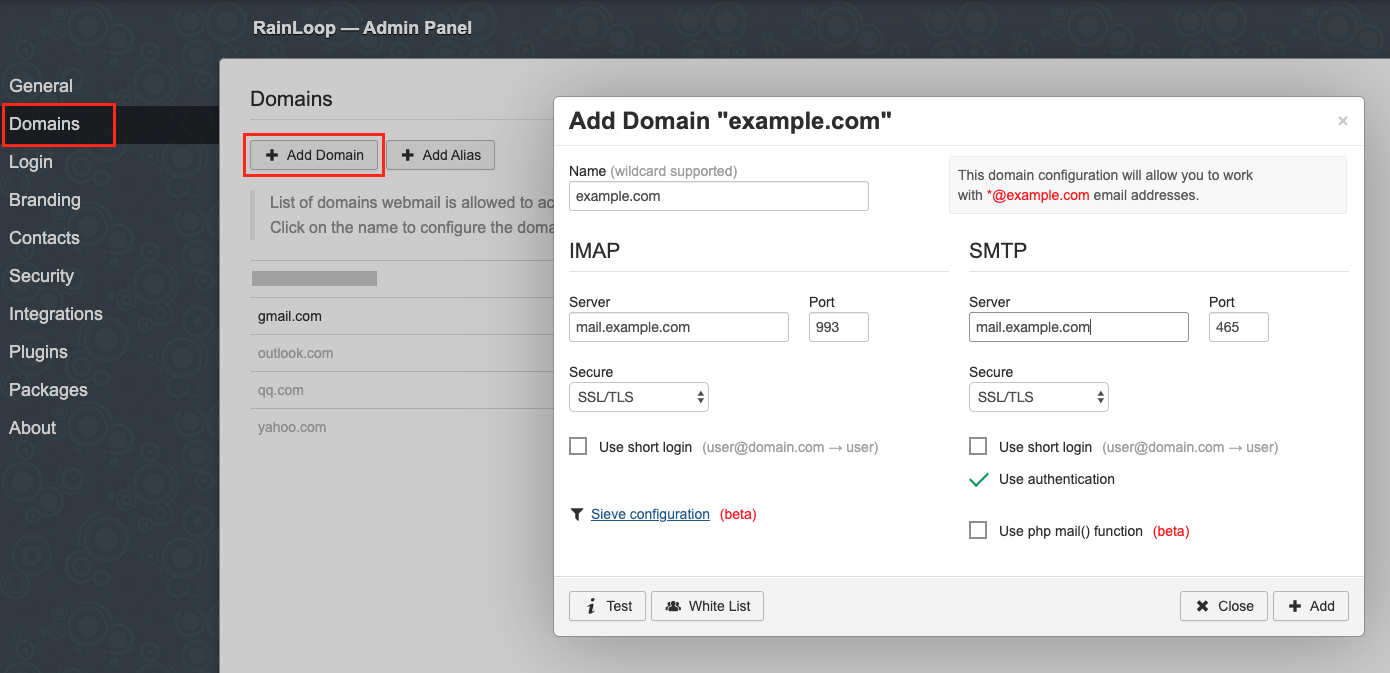 RainLoop — Admin Panel
General
Domains
Login
Branding
Contacts
Security
Integrations
Plugins
Packages
About
Domains
Add Domain
Add Alias
List of domains webmail is allowed to ac
Click on the name to configure the doma
gmail.com
outlook.com
qq.com
yahoo.com
Add Domain "example.com"
×
Name (wildcard supported)
example.com
This domain configuration will allow you to work
with *@example.com email addresses.
IMAP
Server Port
mail.example.com 993
Secure
SSL/TLS
Use short login (user@domain.com → user)
Sieve configuration (beta)
SMTP
Server Port
mail.example.com 465
Secure
SSL/TLS
Use short login (user@domain.com → user)
Use authentication
Use php mail() function (beta)
Test
White List
Close
Add